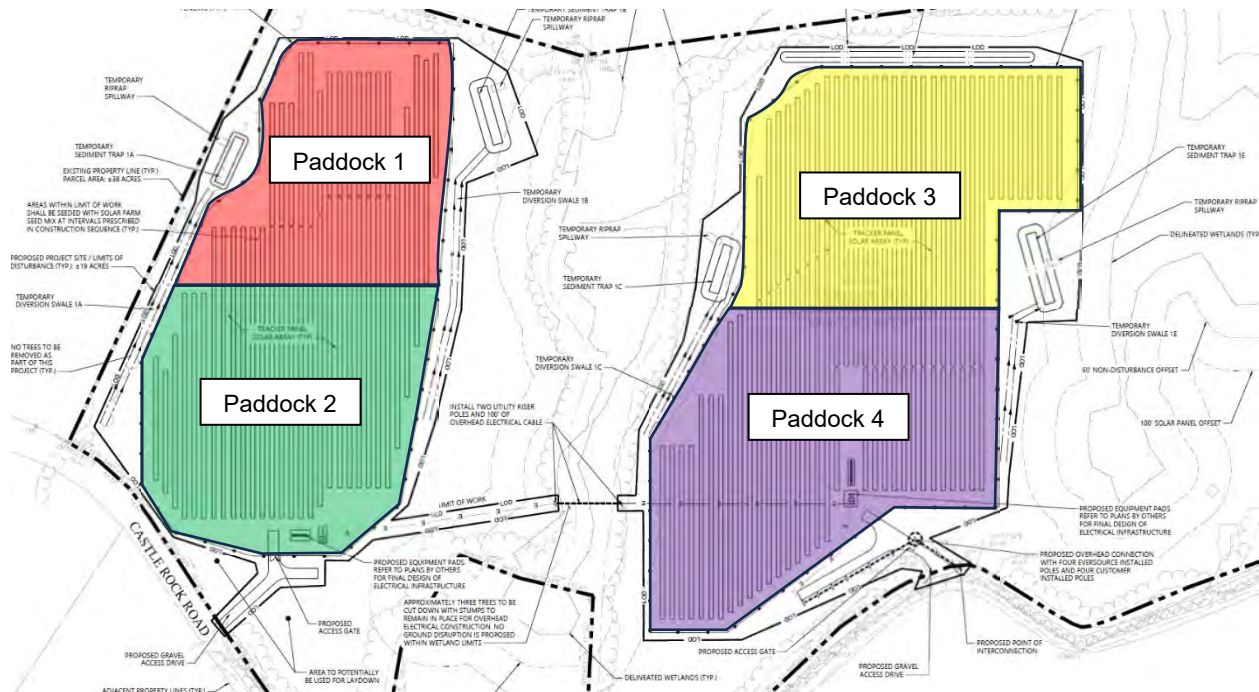 TEMPORARY SEDIMENT TRAP 1B
TEMPORARY RIPRAP
SPILLWAY
LOD
TEMPORARY
RIPRAP
SPILLWAY
TEMPORARY
SEDIMENT TRAP 1A
EXISTING PROPERTY LINE (TYP.)
PARCEL AREA: ±38 ACRES
AREAS WITHIN LIMIT OF WORK
SHALL BE SEEDED WITH SOLAR FARM
SEED MIX AT INTERVALS PRESCRIBED
IN CONSTRUCTION SEQUENCE (TYP.)
PROPOSED PROJECT SITE / LIMITS OF
DISTURBANCE (TYP.): ±19 ACRES
TEMPORARY
DIVERSION SWALE 1A
NO TREES TO BE
REMOVED AS
PART OF THIS
PROJECT (TYP.)
Paddock 1
TEMPORARY
DIVERSION SWALE 1B
TRACKER PANEL
SOLAR ARRAY (TYP)
Paddock 2
INSTALL TWO UTILITY RISER
POLES AND 100' OF
OVERHEAD ELECTRICAL CABLE
LIMIT OF WORK
LOD
CASTLE ROCK ROAD
PROPOSED EQUIPMENT PADS
REFER TO PLANS BY OTHERS
FOR FINAL DESIGN OF
ELECTRICAL INFRASTRUCTURE
APPROXIMATELY THREE TREES TO BE
CUT DOWN WITH STUMPS TO
REMAIN IN PLACE FOR OVERHEAD
ELECTRICAL CONSTRUCTION. NO
GROUND DISRUPTION IS PROPOSED
WITHIN WETLAND LIMITS
PROPOSED
ACCESS GATE
PROPOSED GRAVEL
ACCESS DRIVE
AREA TO POTENTIALLY
BE USED FOR LAYDOWN
ADJACENT PROPERTY LINES (TYP.)
DELINEATED WETLANDS (TYP.)
LOD
Paddock 3
TRACKER PANEL
SOLAR ARRAY (TYP)
TEMPORARY RIPRAP
SPILLWAY
TEMPORARY
SEDIMENT TRAP 1C
TEMPORARY
DIVERSION SWALE 1C
TEMPORARY
SEDIMENT TRAP 1E
TEMPORARY RIPRAP
SPILLWAY
DELINEATED WETLANDS (TYP
TEMPORARY
DIVERSION SWALE 1E
NON-DISTURBANCE OFFSET
100' SOLAR PANEL OFFSET
Paddock 4
PROPOSED EQUIPMENT PADS
REFER TO PLANS BY OTHERS
FOR FINAL DESIGN OF
ELECTRICAL INFRASTRUCTURE
PROPOSED OVERHEAD CONNECTION
WITH FOUR EVERSOURCE INSTALLED
POLES AND FOUR CUSTOMER
INSTALLED POLES
PROPOSED POINT OF
INTERCONNECTION
PROPOSED ACCESS GATE
PROPOSED GRAVEL
ACCESS DRIVE
LOD